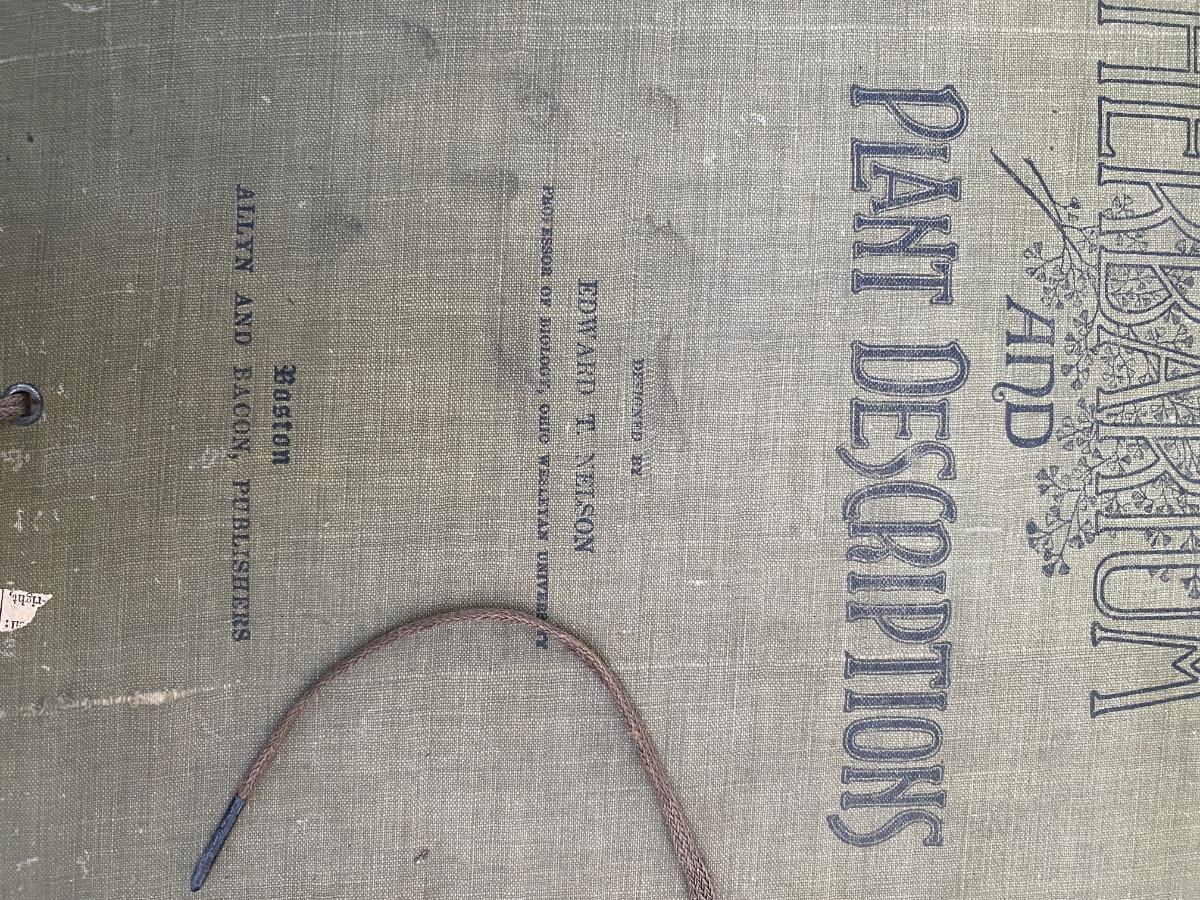 HERBARIUM
AND
PLANT DESCRIPTIONS
DESIGNED BY
EDWARD T. NELSON
PROFESSOR OF BIOLOGY, OHIO WESLEYAN UNIVERSITY
Boston
ALLYN AND BACON, PUBLISHERS
-right,